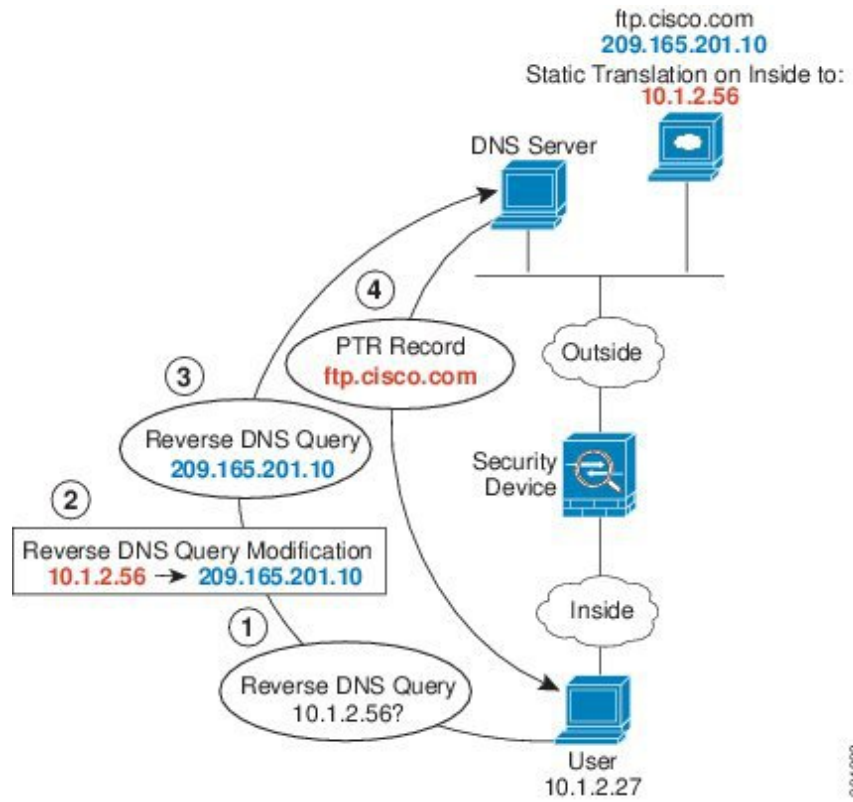 ftp.cisco.com
209.165.201.10
Static Translation on Inside to:
10.1.2.56
DNS Server
4
PTR Record
ftp.cisco.com
Outside
3
Reverse DNS Query
209.165.201.10
Security
Device
2
Reverse DNS Query Modification
10.1.2.56 → 209.165.201.10
Inside
1
Reverse DNS Query
10.1.2.56?
User
10.1.2.27